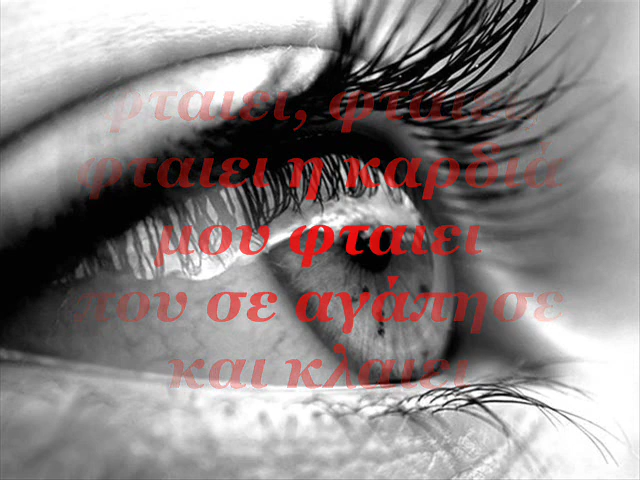 φταιει, φταιει,
φταιει η καρδιά
μου φταιει
που σε αγάπησε
και κλαιει